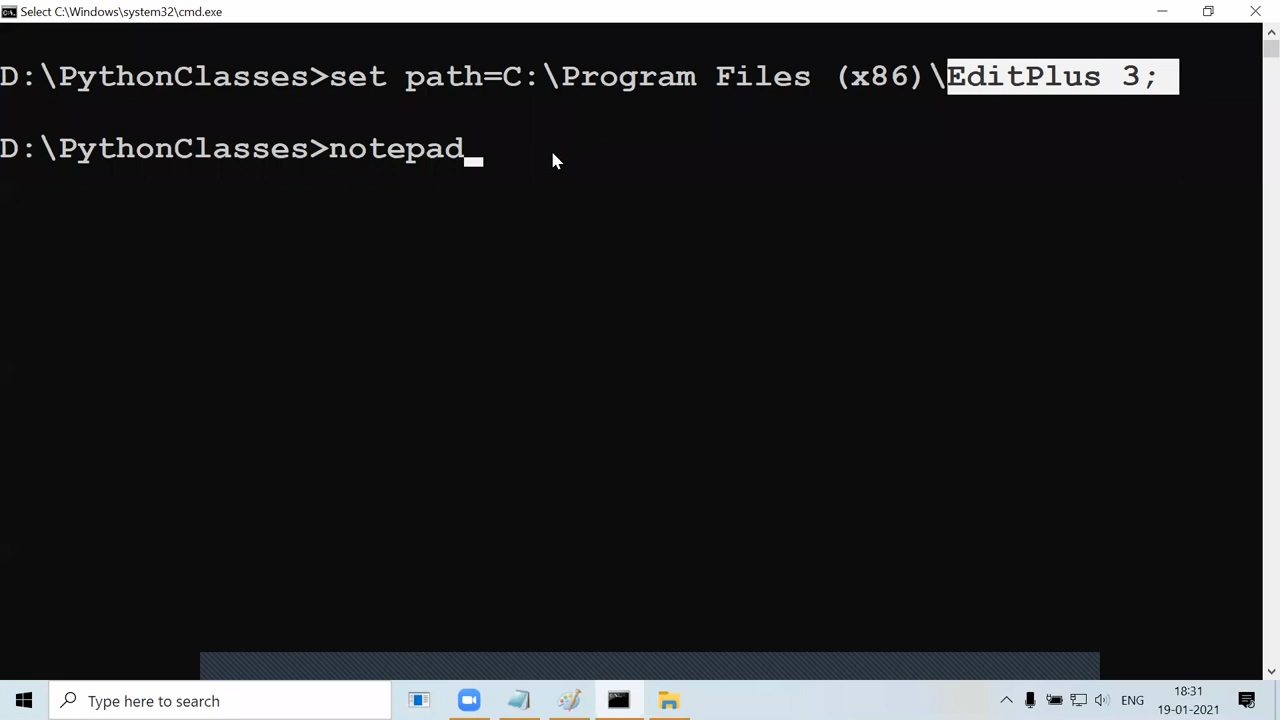 Select C:\Windows\system32\cmd.exe
D:\PythonClasses>set path=C:\Program Files (x86)\EditPlus 3;
D:\PythonClasses>notepad
Type here to search
ENG
18:31
19-01-2021